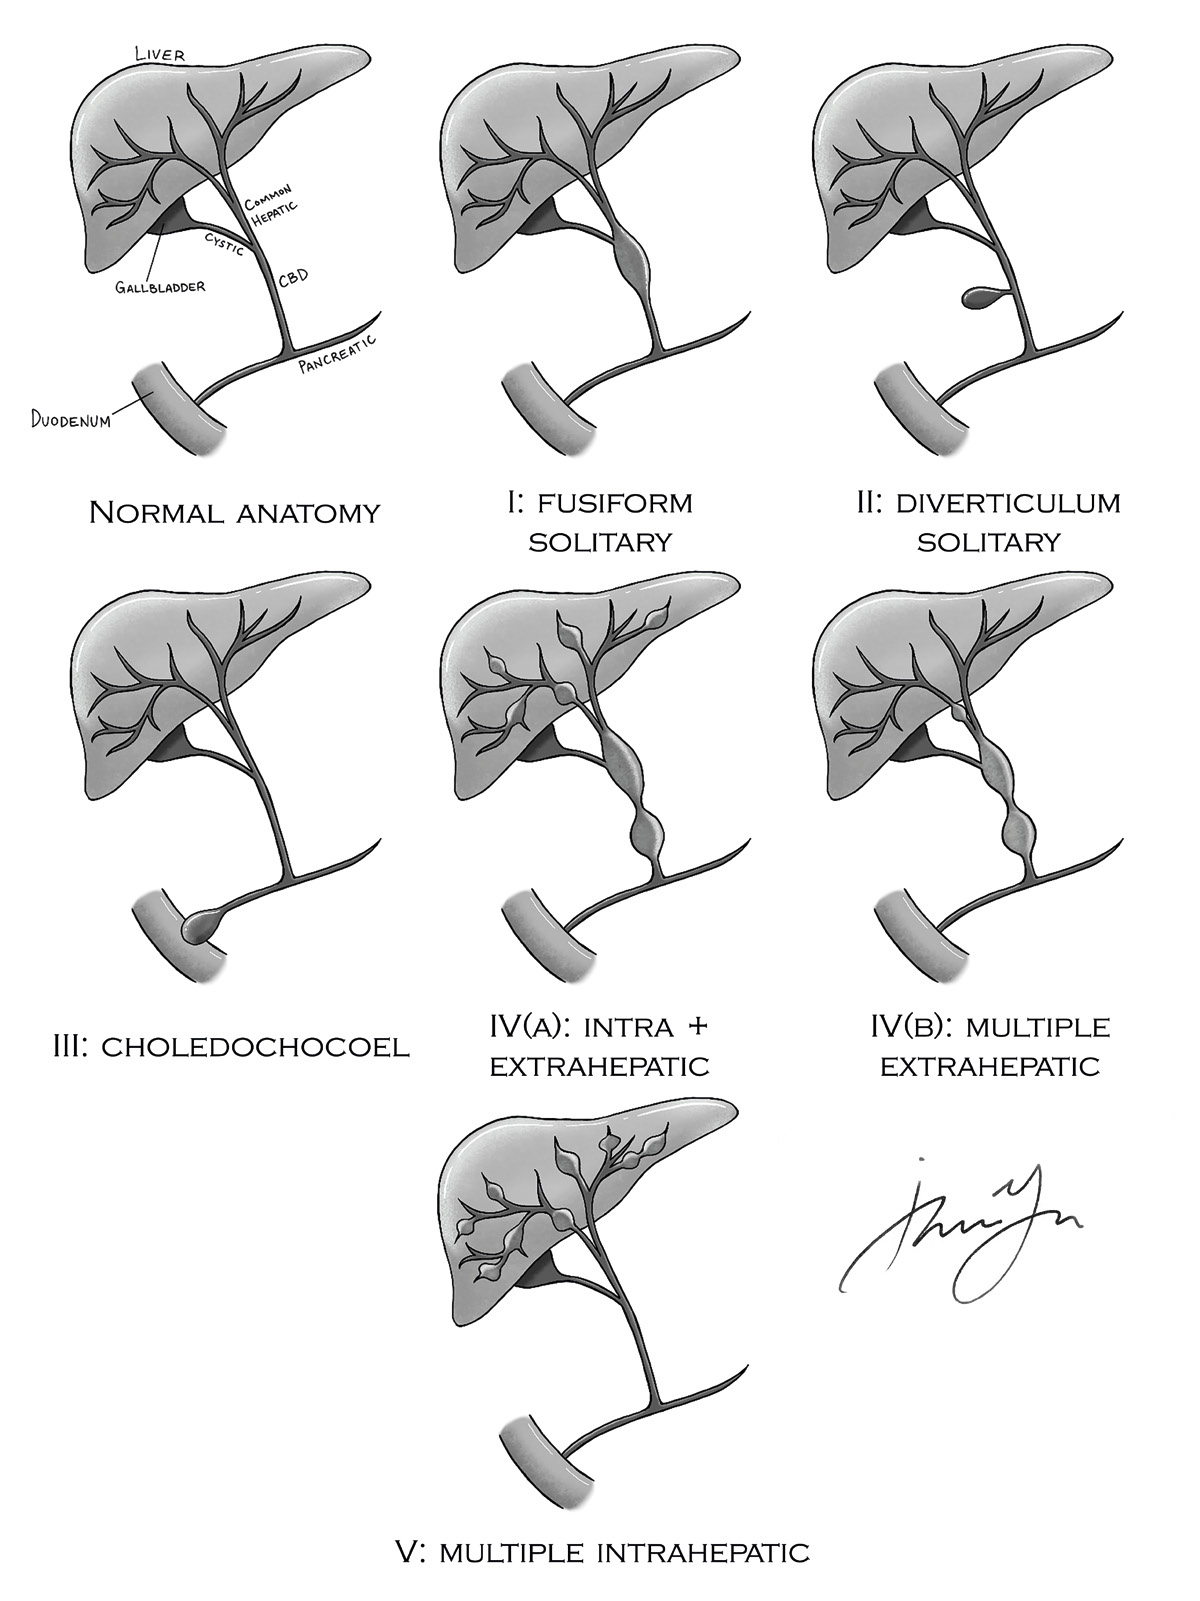 LIVER
COMMON
HEPATIC
CYSTIC
CBD
GALLBLADDER
PANCREATIC
DUODENUM
NORMAL ANATOMY
I: FUSIFORM
SOLITARY
II: DIVERTICULUM
SOLITARY
III: CHOLEDOCHOCOEL
IV(A): INTRA +
EXTRAHEPATIC
IV(B): MULTIPLE
EXTRAHEPATIC
V: MULTIPLE INTRAHEPATIC